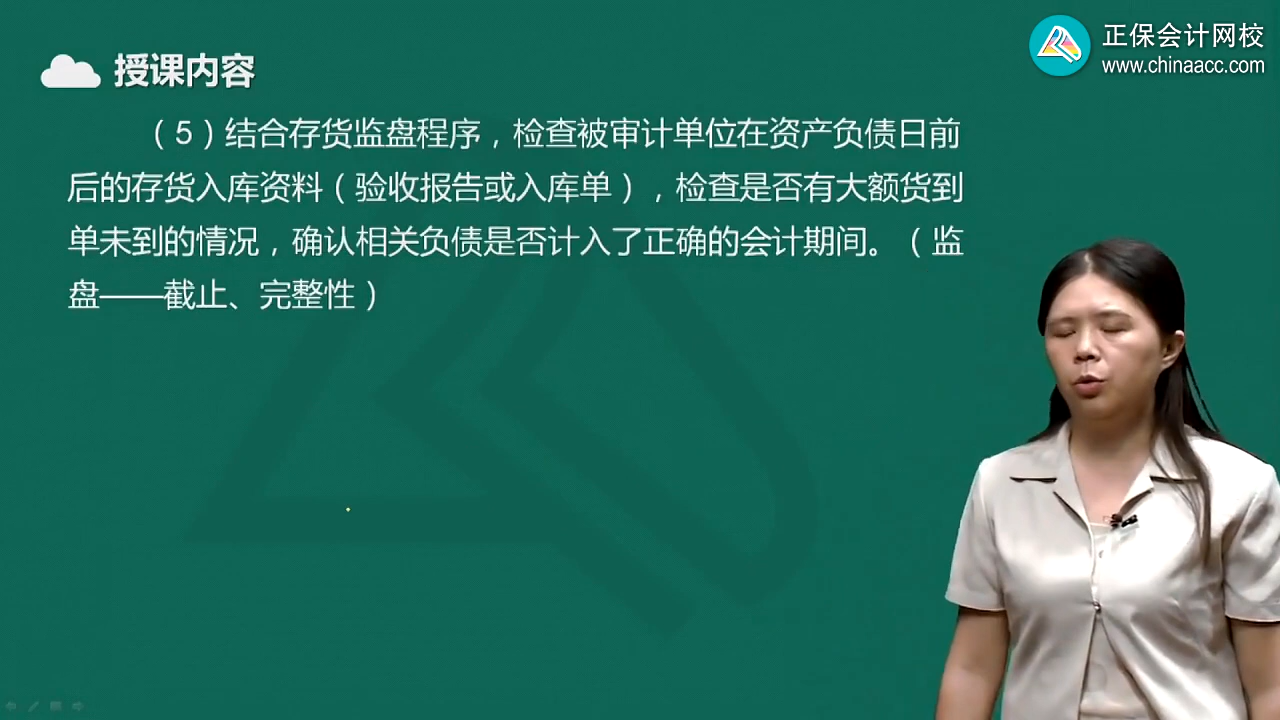 正保会计网校
www.chinaacc.com
授课内容
（5）结合存货监盘程序，检查被审计单位在资产负债日前
后的存货入库资料（验收报告或入库单），检查是否有大额货到
单未到的情况，确认相关负债是否计入了正确的会计期间。（监
盘——截止、完整性）